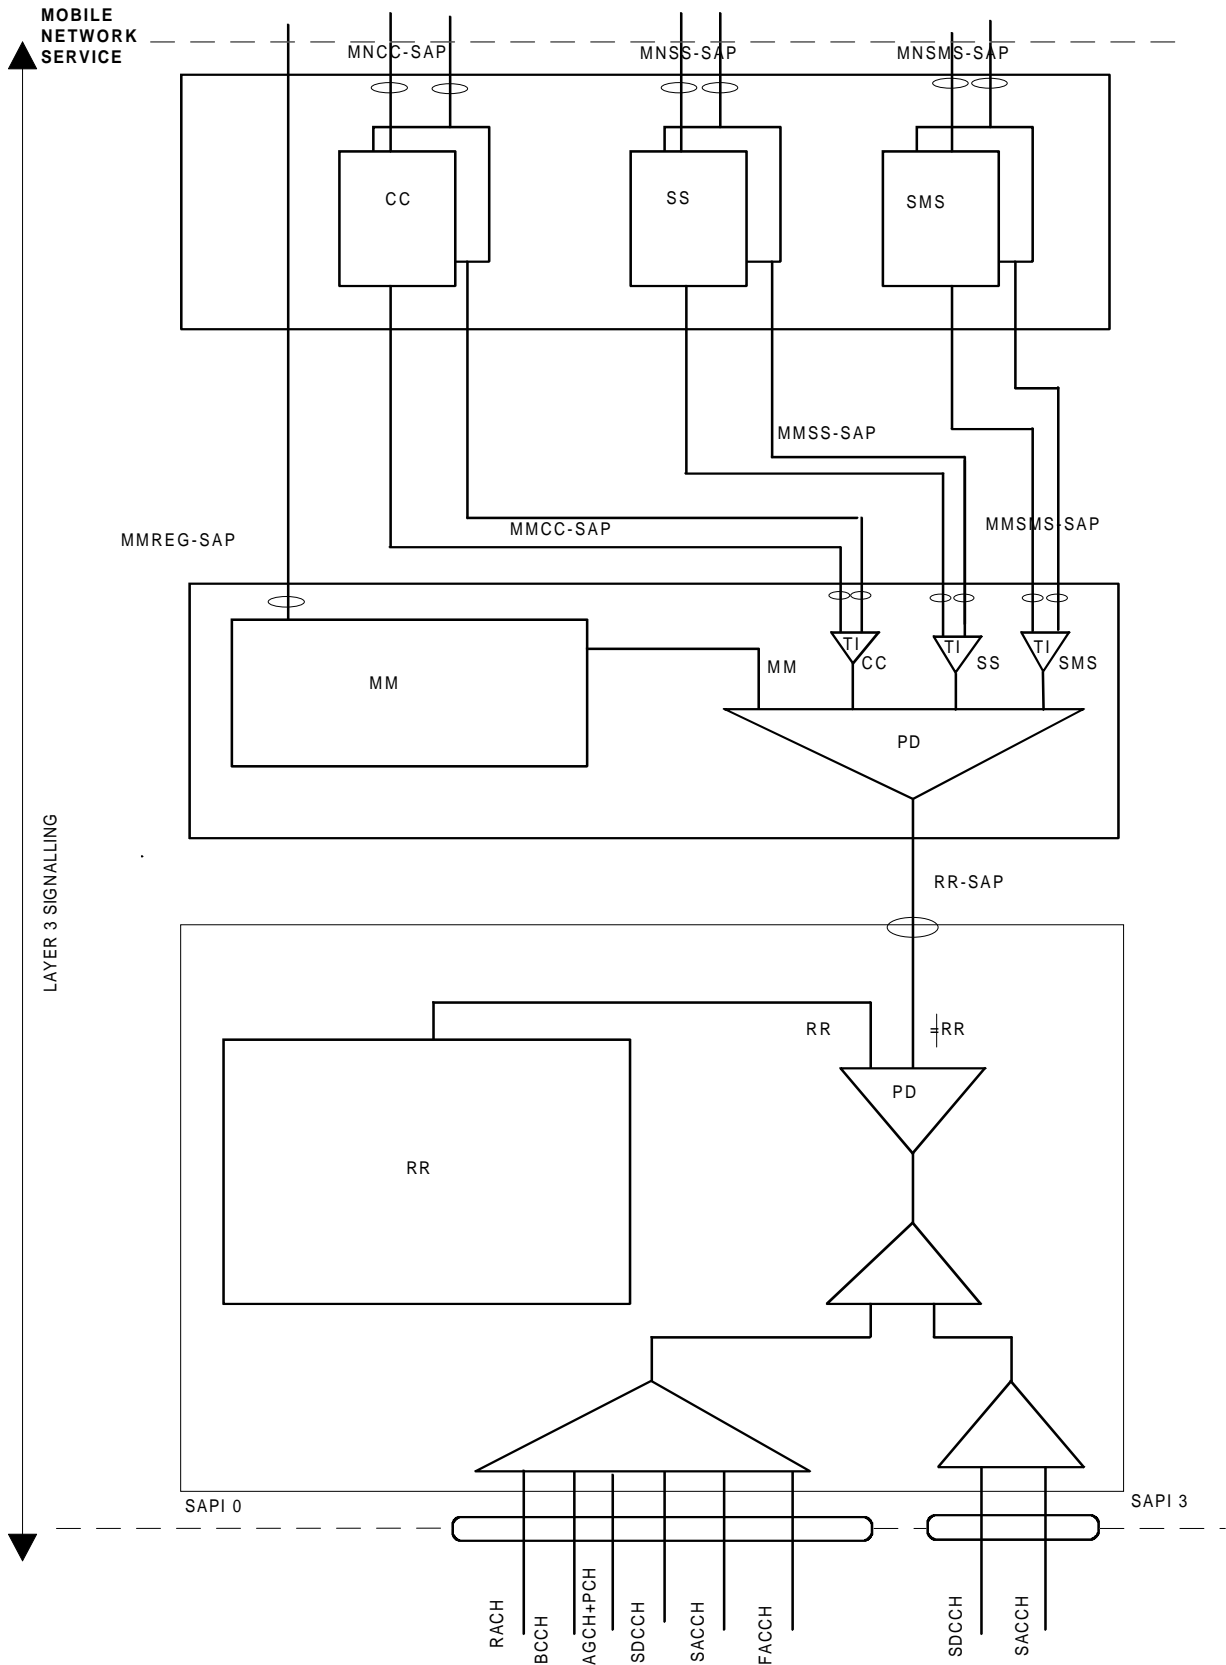 MOBILE
NETWORK
SERVICE
MNCC-SAP
MNSS-SAP
MNSMS-SAP
CC
SS
SMS
MMSS-SAP
MMCC-SAP
MMSMS-SAP
MMREG-SAP
TI
TI
TI
MM
CC
SS
SMS
MM
PD
LAYER 3 SIGNALLING
RR-SAP
RR
=RR
PD
RR
SAPI 0
SAPI 3
RACH
BCCH
AGCH+PCH
SDCCH
SACCH
FACCH
SDCCH
SACCH